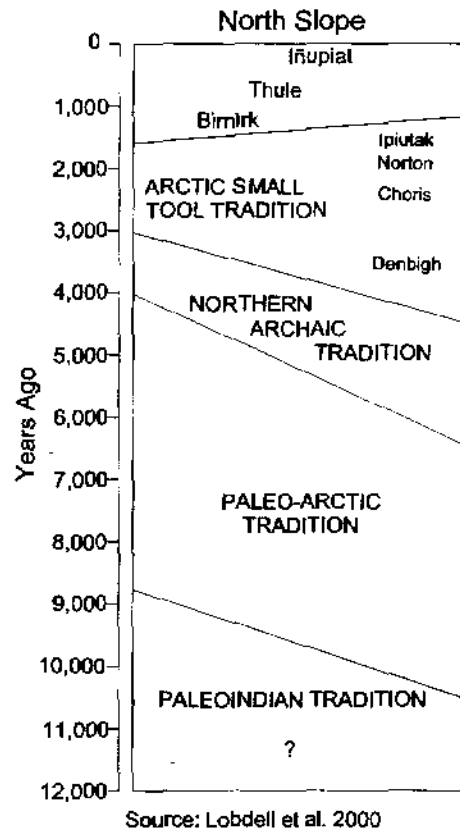 North Slope
0
Iñupiat
Thule
1,000
Birnirk
Ipiutak
2,000
Norton
ARCTIC SMALL
TOOL TRADITION
Choris
3,000
Denbigh
4,000
NORTHERN
ARCHAIC
TRADITION
5,000
6,000
Years Ago
7,000
PALEO-ARCTIC
TRADITION
8,000
9,000
10,000
PALEOINDIAN TRADITION
11,000
?
12,000
Source: Lobdell et al. 2000